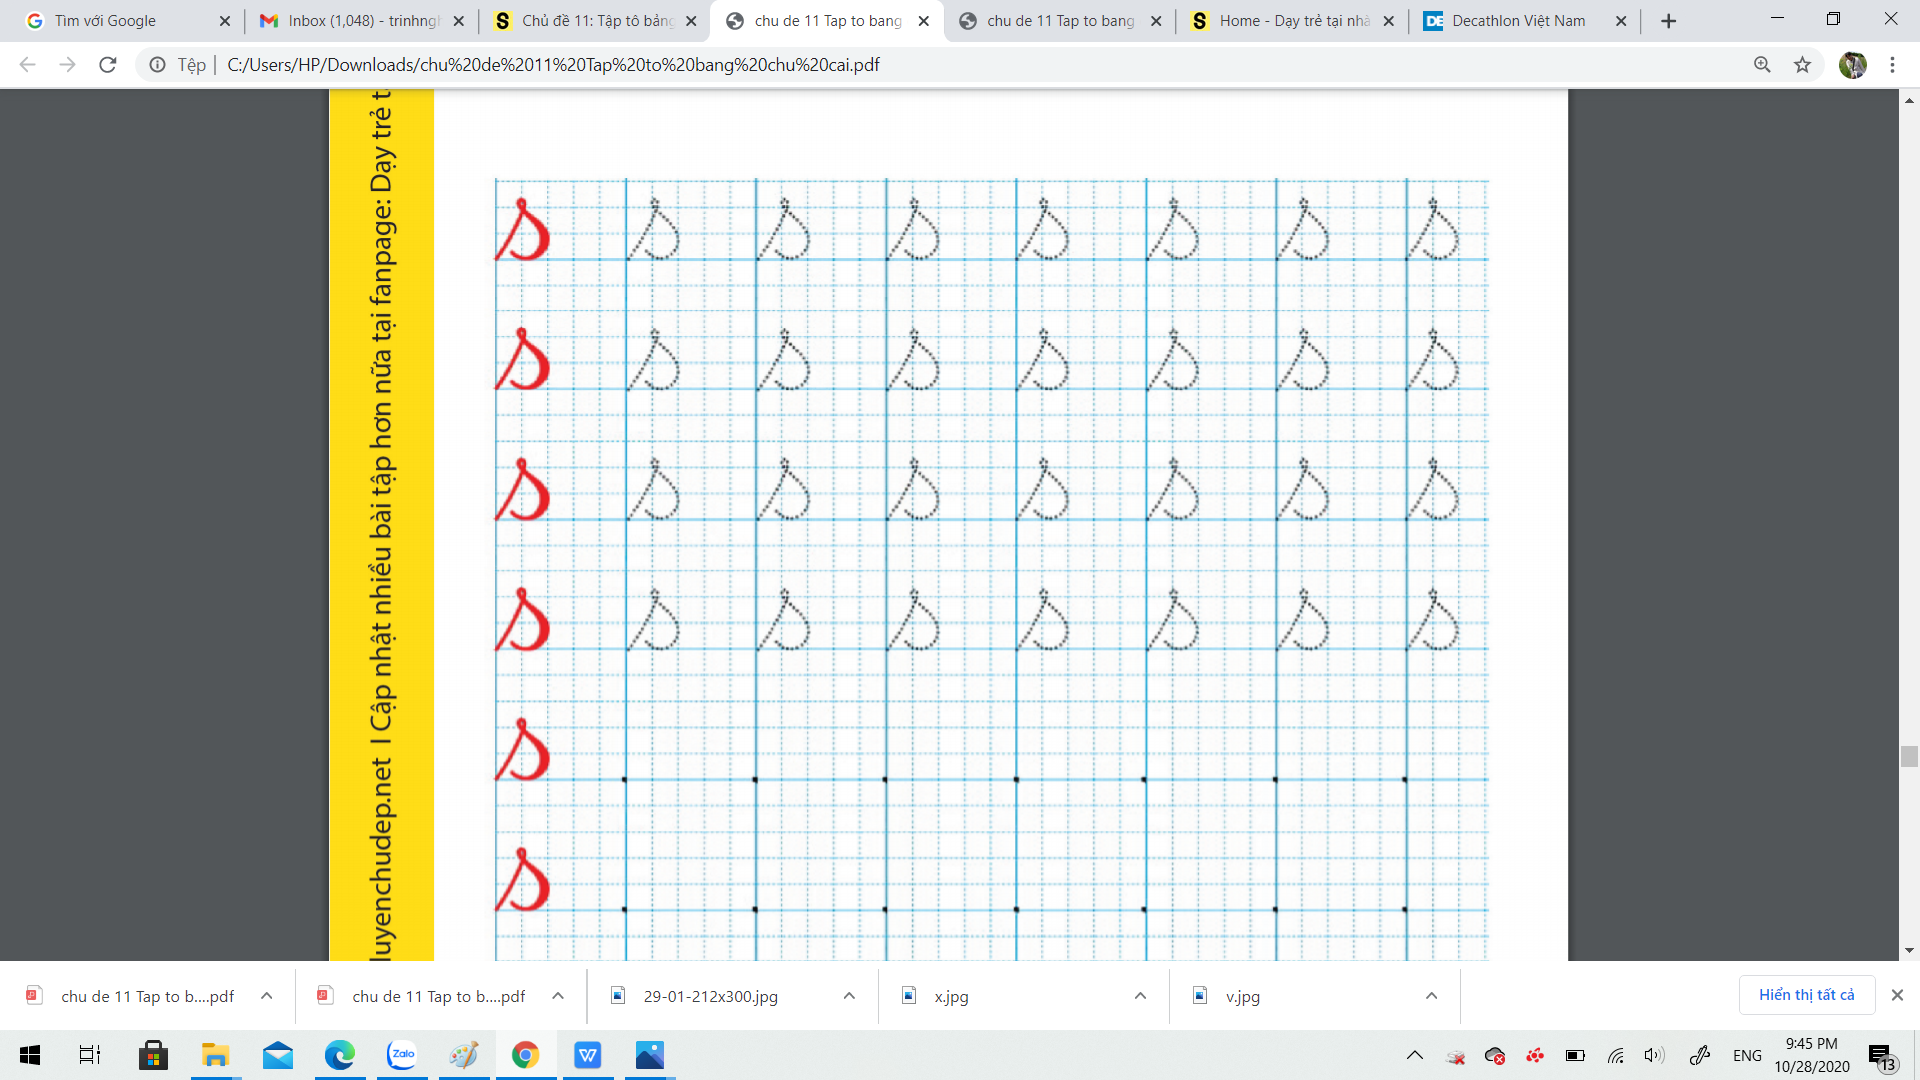 Tìm với Google
Inbox (1,048) - trinhngh
Chủ đề 11: Tập tô bảng
chu de 11 Tap to bang
chu de 11 Tap to bang
Home - Dạy trẻ tại nhà
Decathlon Việt Nam
Tệp | C:/Users/HP/Downloads/chu%20de%2011%20Tap%20to%20bang%20chu%20cai.pdf
luyenchudep.net I Cập nhật nhiều bài tập hơn nữa tại fanpage: Dạy trẻ t
s s s s s s s s
s s s s s s s s
s s s s s s s s
s s s s s s s s
s
s
chu de 11 Tap to b....pdf
chu de 11 Tap to b....pdf
29-01-212x300.jpg
x.jpg
v.jpg
Hiển thị tất cả
Zalo
ENG
9:45 PM
10/28/2020
13